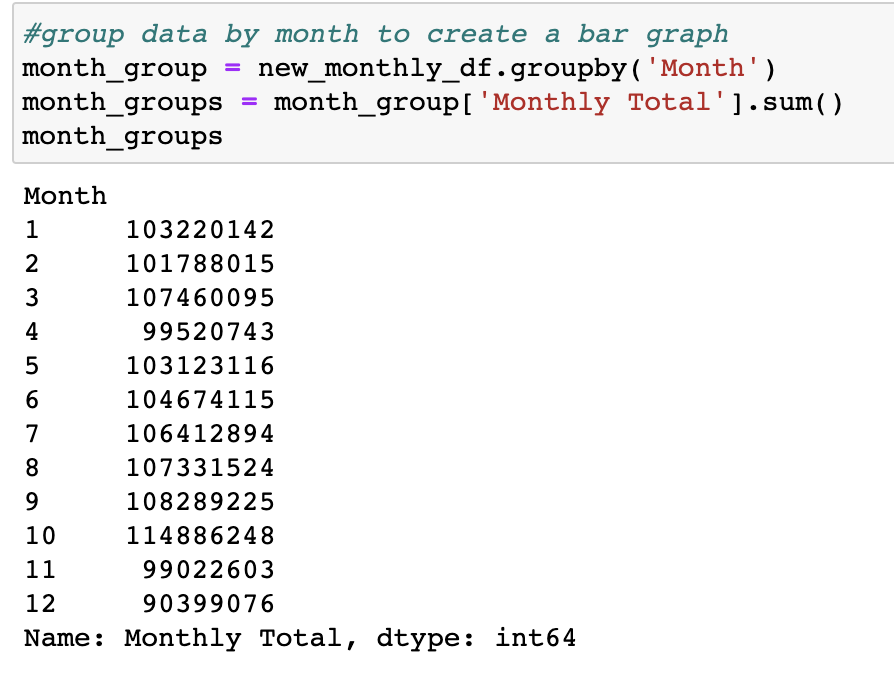 #group data by month to create a bar graph
month_group = new_monthly_df.groupby('Month')
month_groups = month_group['Monthly Total'].sum()
month_groups
Month
1     103220142
2     101788015
3     107460095
4      99520743
5     103123116
6     104674115
7     106412894
8     107331524
9     108289225
10    114886248
11     99022603
12     90399076
Name: Monthly Total, dtype: int64